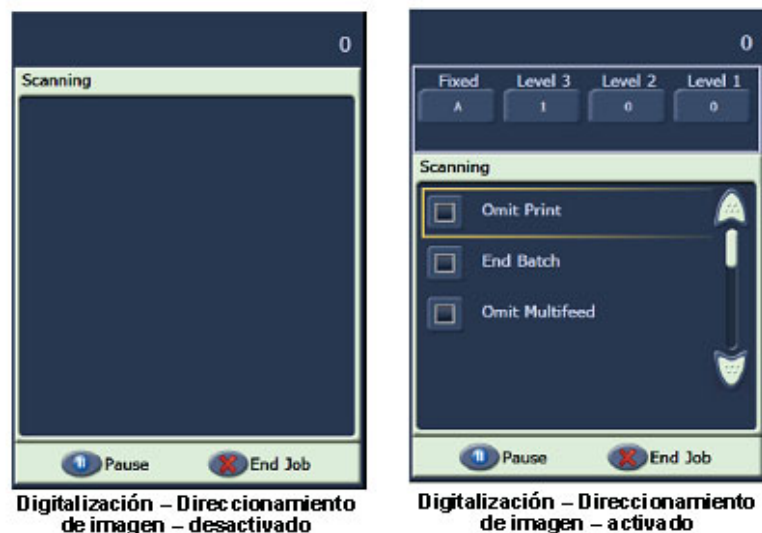 0
Scanning
Pause End Job
Digitalización – Direccionamiento
de imagen – desactivado
0
Fixed Level 3 Level 2 Level 1
A 1 0 0
Scanning
Omit Print
End Batch
Omit Multifeed
Pause End Job
Digitalización – Direccionamiento
de imagen – activado